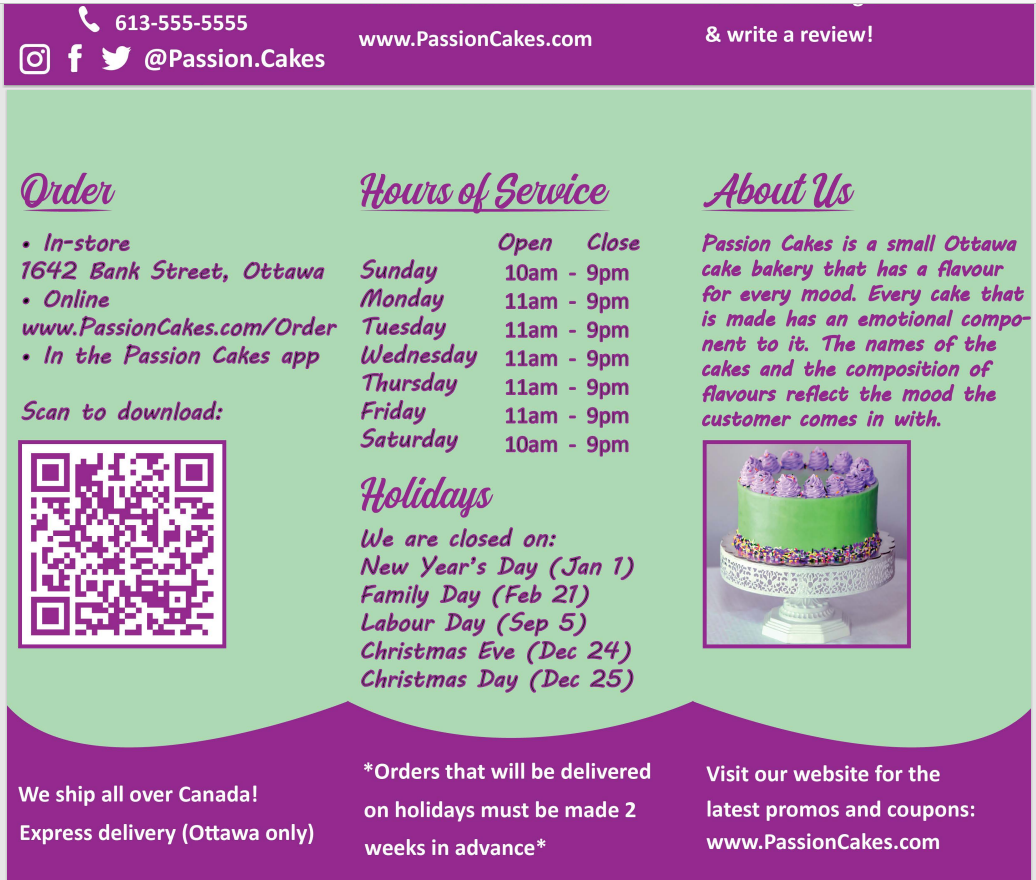 613-555-5555
@Passion.Cakes
www.PassionCakes.com
& write a review!
Order
• In-store
1642 Bank Street, Ottawa
• Online
www.PassionCakes.com/Order
• In the Passion Cakes app
Scan to download:
Hours of Service
Open Close
Sunday 10am - 9pm
Monday 11am - 9pm
Tuesday 11am - 9pm
Wednesday 11am - 9pm
Thursday 11am - 9pm
Friday 11am - 9pm
Saturday 10am - 9pm
Holidays
We are closed on:
New Year's Day (Jan 1)
Family Day (Feb 21)
Labour Day (Sep 5)
Christmas Eve (Dec 24)
Christmas Day (Dec 25)
About Us
Passion Cakes is a small Ottawa
cake bakery that has a flavour
for every mood. Every cake that
is made has an emotional compo-
nent to it. The names of the
cakes and the composition of
flavours reflect the mood the
customer comes in with.
We ship all over Canada!
Express delivery (Ottawa only)
*Orders that will be delivered
on holidays must be made 2
weeks in advance*
Visit our website for the
latest promos and coupons:
www.PassionCakes.com